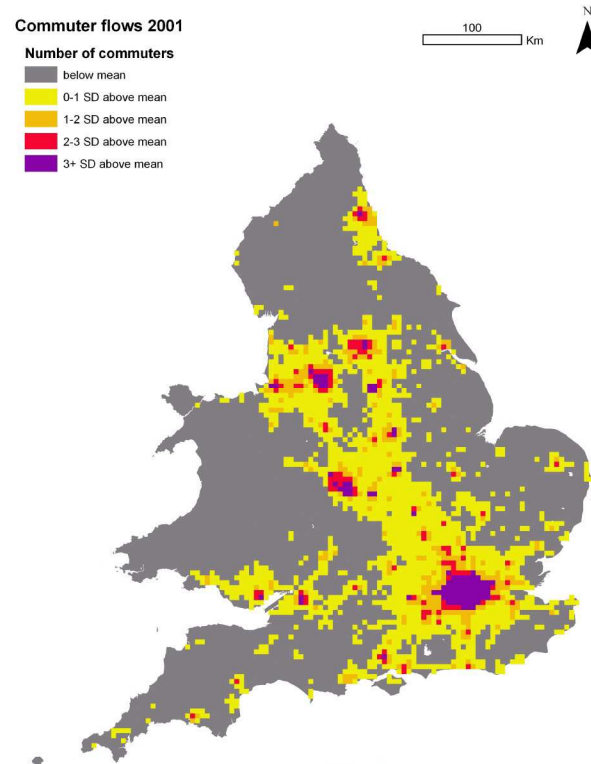 Commuter flows 2001
Number of commuters
below mean
0-1 SD above mean
1-2 SD above mean
2-3 SD above mean
3+ SD above mean
100
Km
N